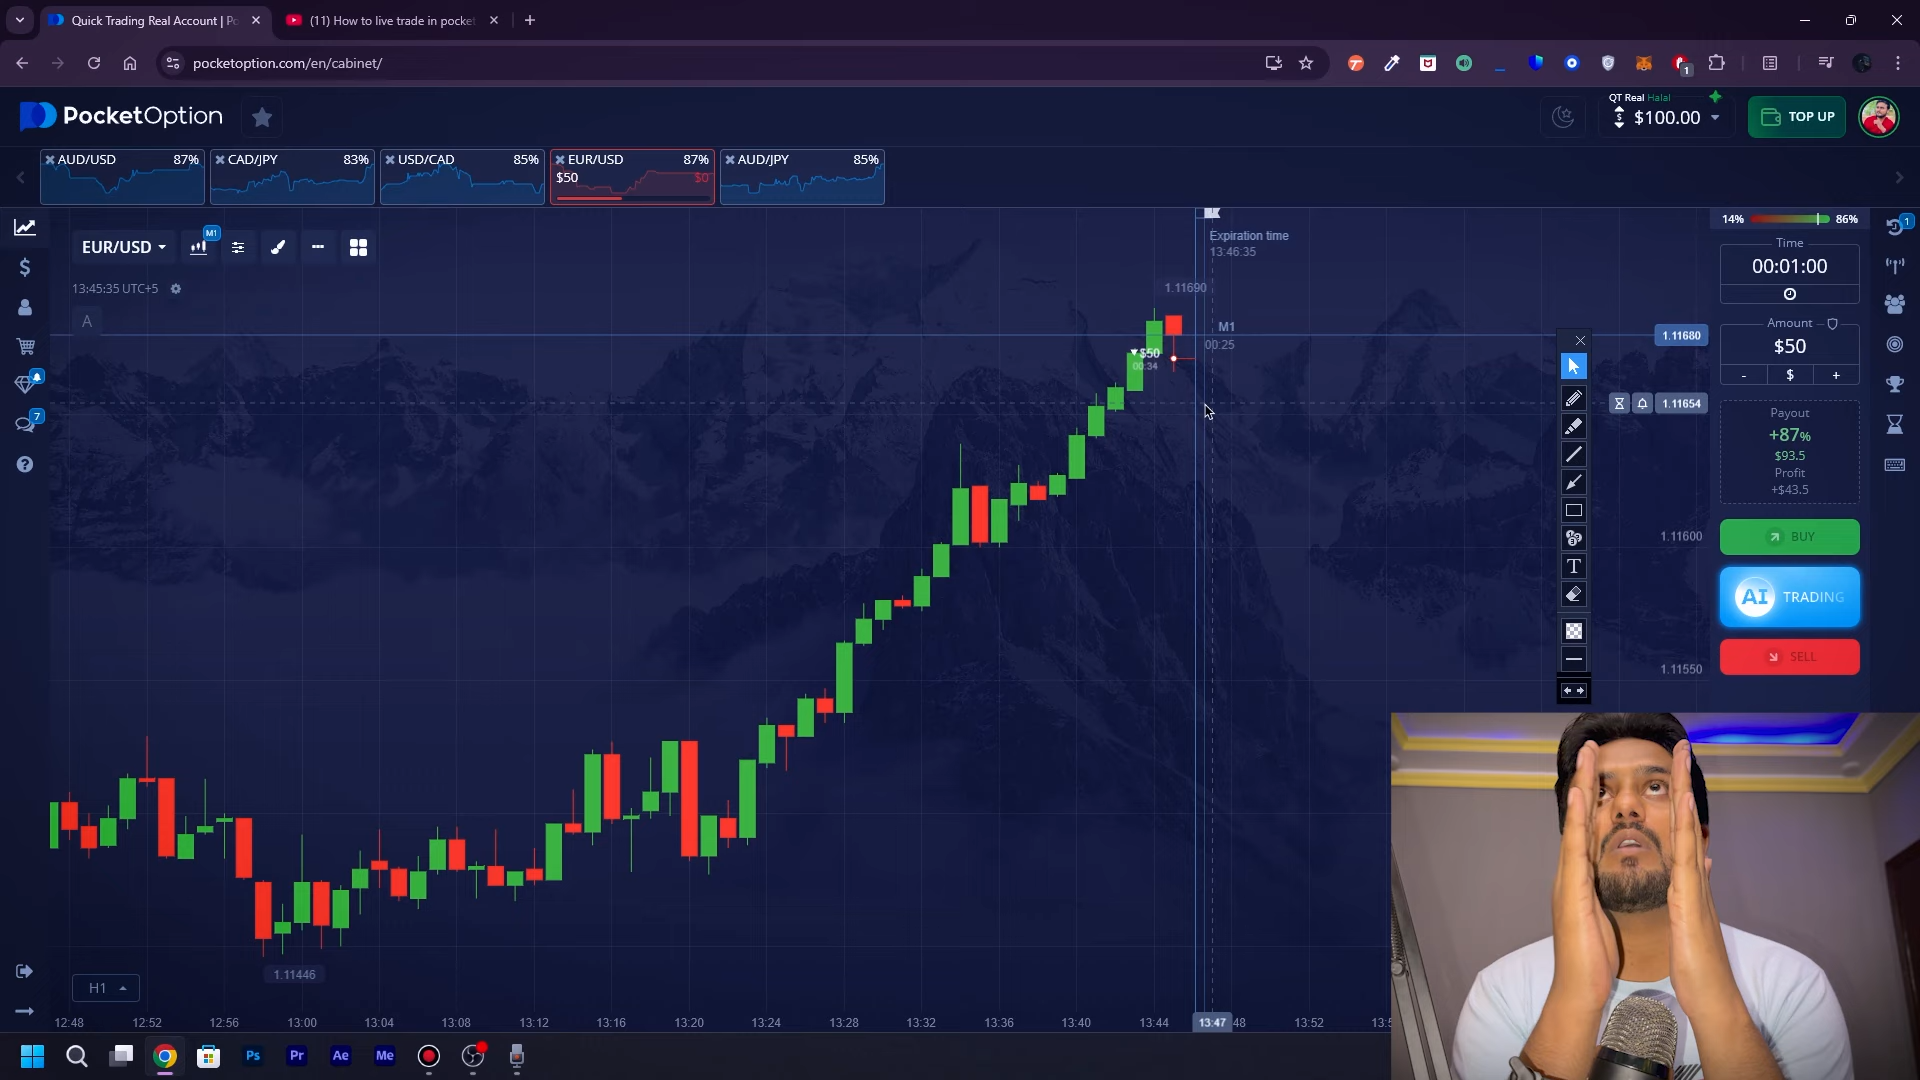 Quick Trading Real Account | Po
(11) How to live trade in pocket
pocketoption.com/en/cabinet/
1
PocketOption
QT Real Halal
$100.00
TOP UP
AUD/USD 87%
CAD/JPY 83%
USD/CAD 85%
EUR/USD 87%
$50 $0
AUD/JPY 85%
EUR/USD
M1
13:45:35 UTC+5
A
Expiration time
13:46:35
1.11690
M1
00:25
$50
00:34
1.11680
1.11654
1.11600
1.11550
1.11446
14% 86%
Time
00:01:00
Amount
$50
- $ +
Payout
+87%
$93.5
Profit
+$43.5
BUY
AI TRADING
SELL
1
7
T
H1
12:48 12:52 12:56 13:00 13:04 13:08 13:12 13:16 13:20 13:24 13:28 13:32 13:36 13:40 13:44 13:47 48 13:52 13:5
Ps Pr Ae Me